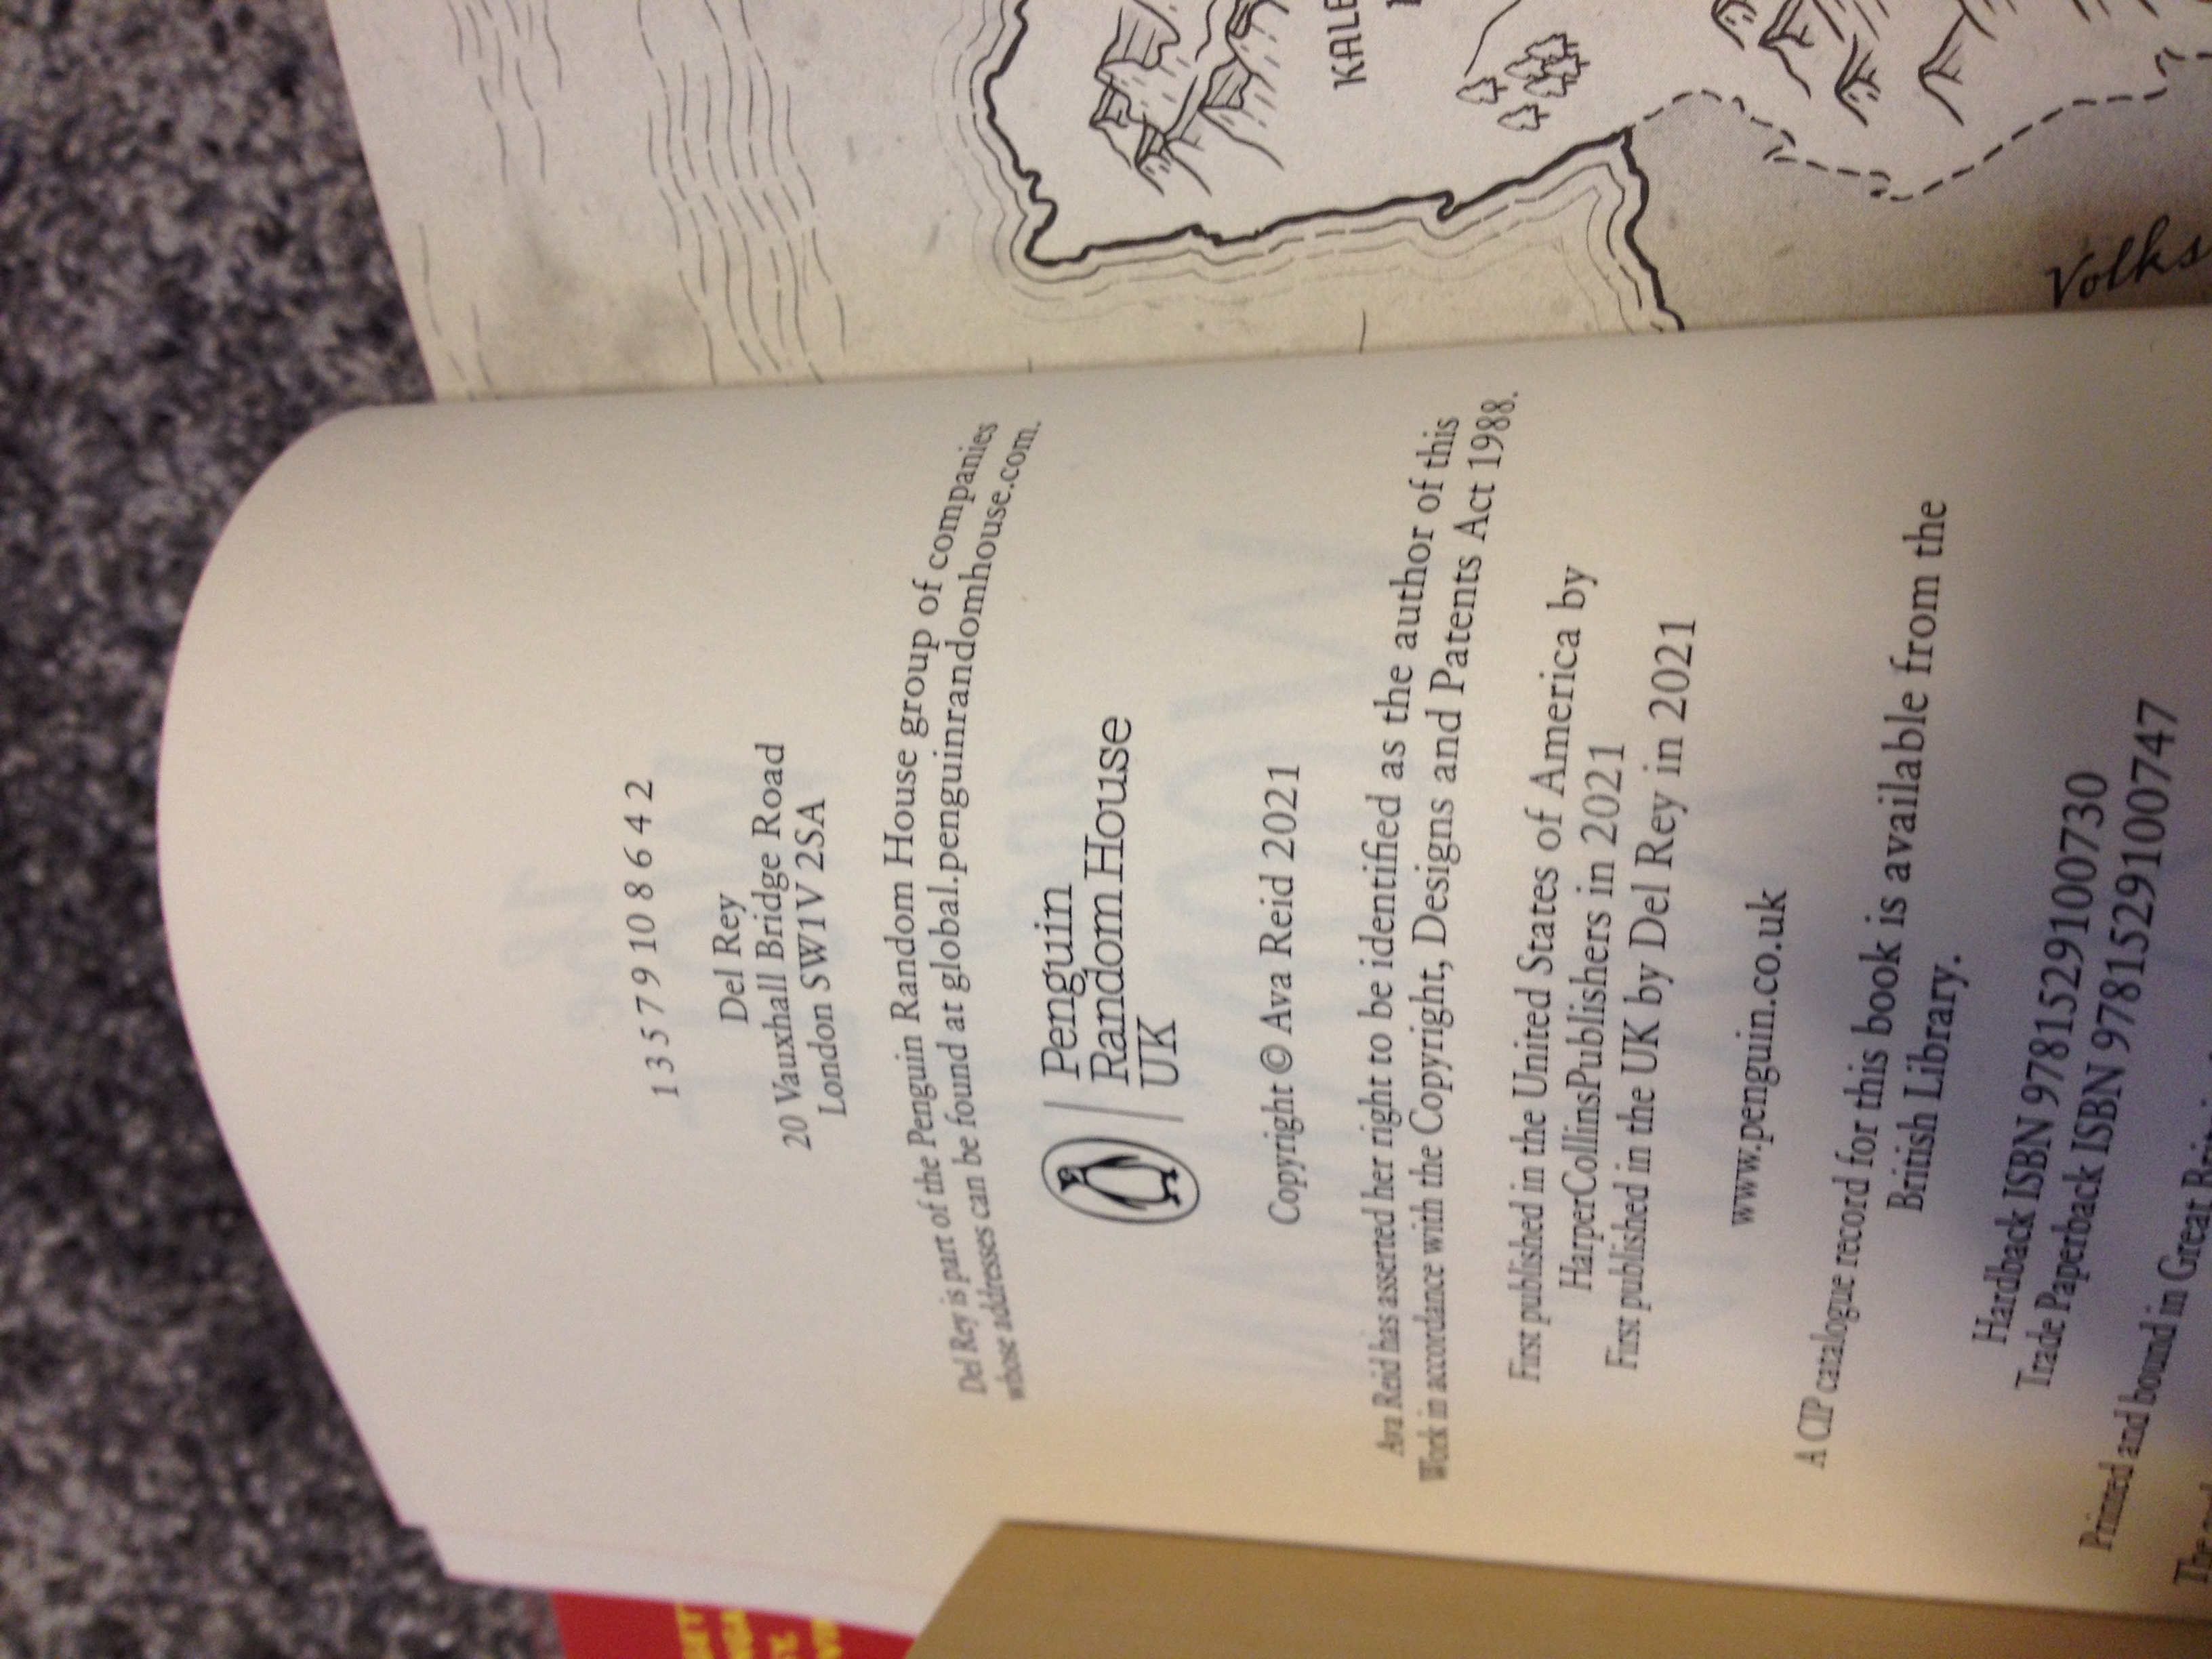 1 3 5 7 9 10 8 6 4 2
Del Rey
20 Vauxhall Bridge Road
London SW1V 2SA
Del Rey is part of the Penguin Random House group of companies
whose addresses can be found at global.penguinrandomhouse.com.
Penguin
Random House
UK
Copyright © Ava Reid 2021
Ava Reid has asserted her right to be identified as the author of this
Work in accordance with the Copyright, Designs and Patents Act 1988.
First published in the United States of America by
HarperCollinsPublishers in 2021
First published in the UK by Del Rey in 2021
www.penguin.co.uk
A CIP catalogue record for this book is available from the
British Library.
Hardback ISBN 9781529100730
Trade Paperback ISBN 9781529100747
Printed and bound in Great
The
KALE
Volks